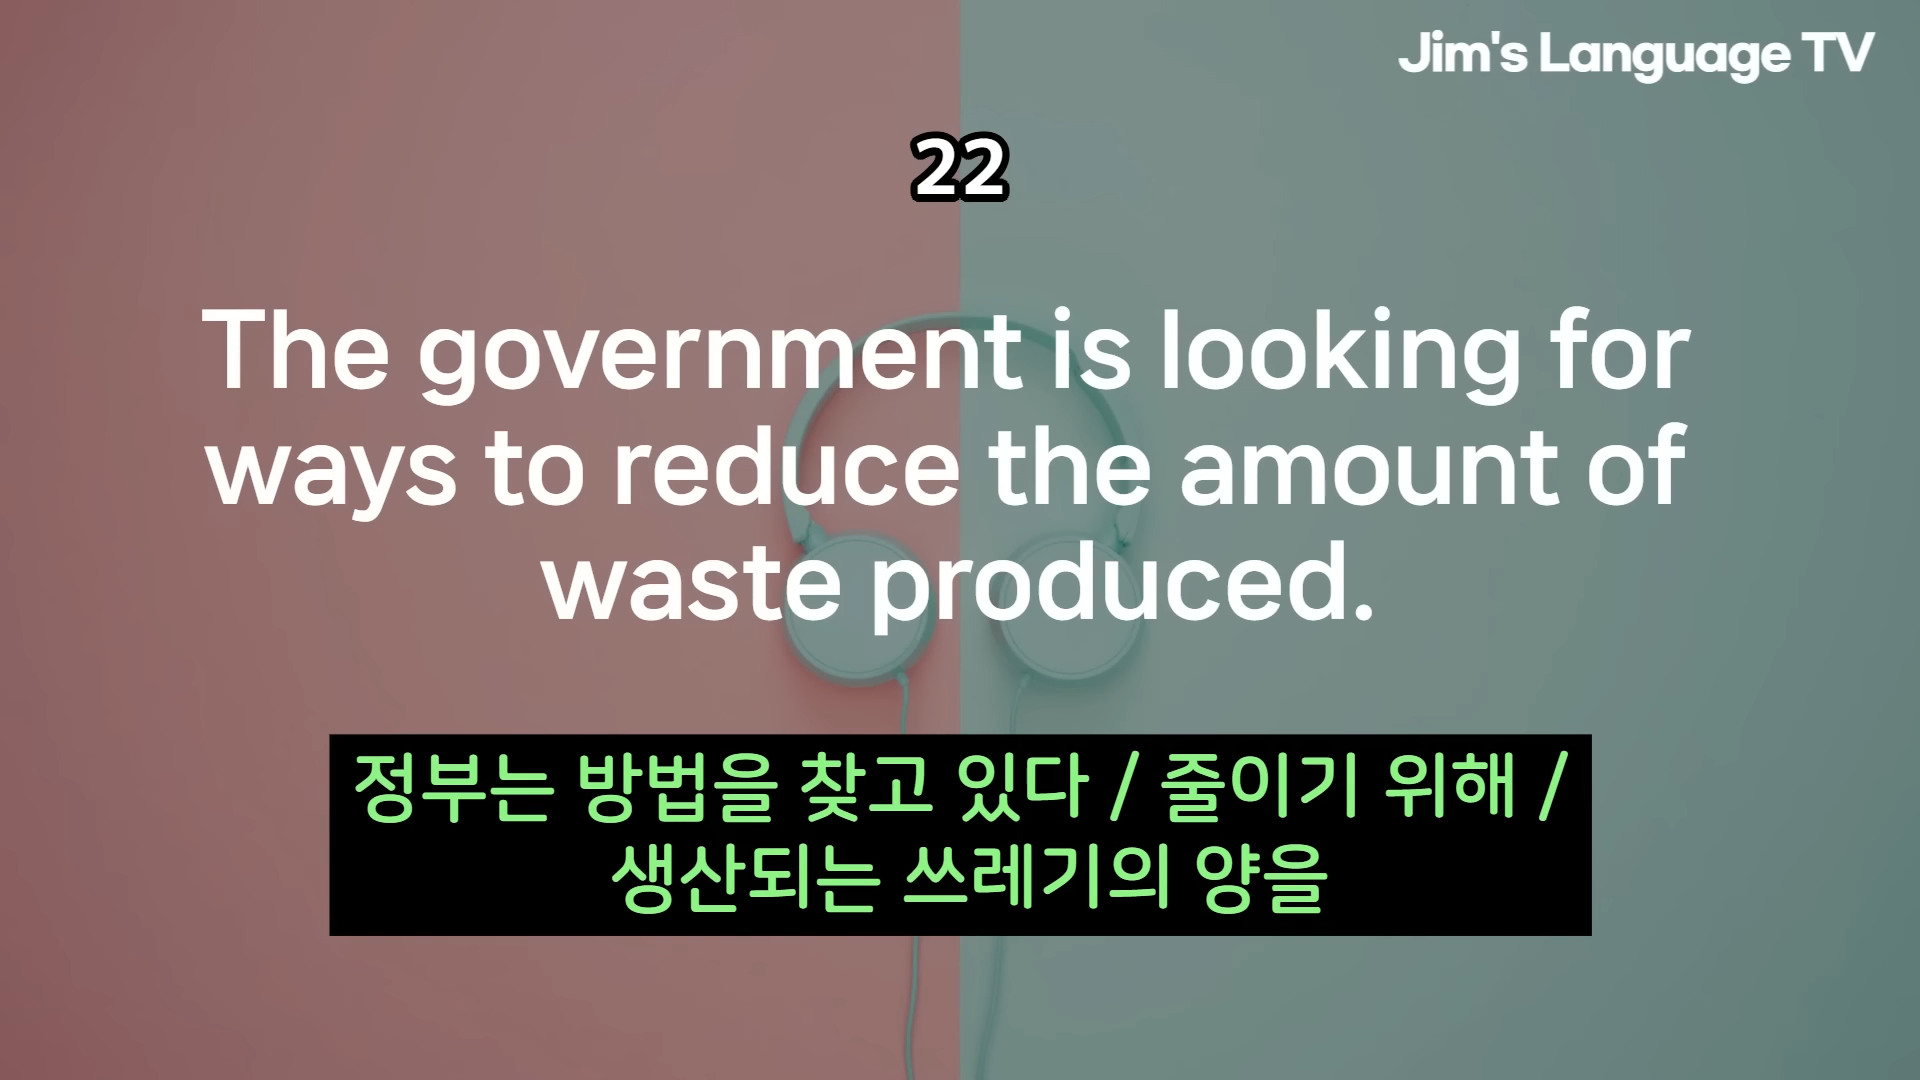 Jim's Language TV
22
The government is looking for
ways to reduce the amount of
waste produced.
정부는 방법을 찾고 있다 / 줄이기 위해 /
생산되는 쓰레기의 양을